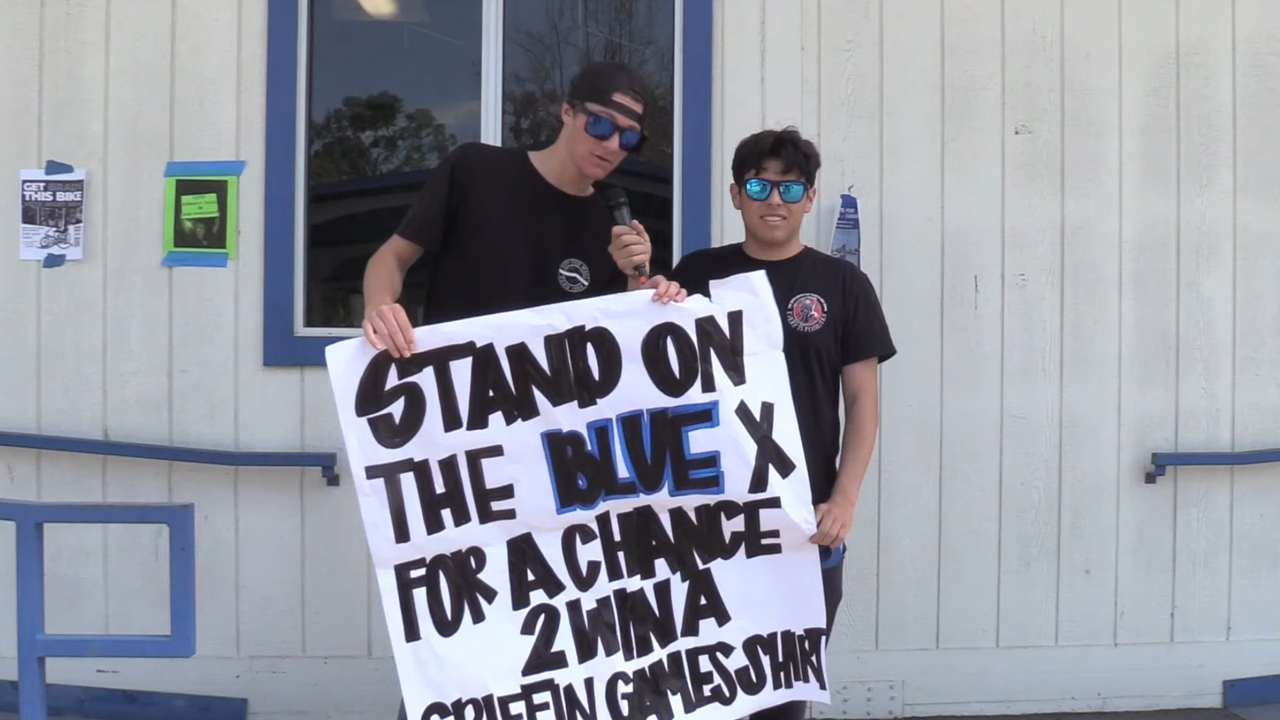 STAND ON
THE BLUE X
FOR A CHANCE
2 WIN A
GRIFFIN GAMES SHIRT
GET
THIS BIKE